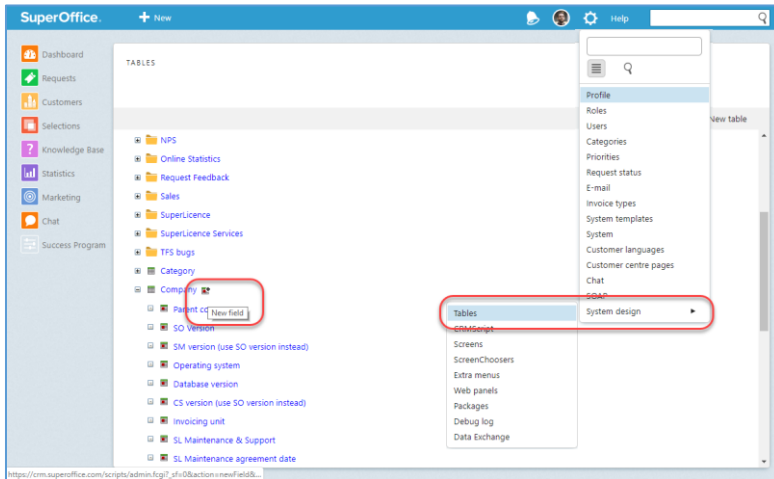 SuperOffice.
New
Help
Dashboard
Requests
Customers
Selections
Knowledge Base
Statistics
Marketing
Chat
Success Program
TABLES
New table
NPS
Online Statistics
Request Feedback
Sales
SuperLicence
SuperLicence Services
TFS bugs
Category
Company
Parent co
New field
SO Version
SM version (use SO version instead)
Operating system
Database version
CS version (use SO version instead)
Invoicing unit
SL Maintenance & Support
SL Maintenance agreement date
Profile
Roles
Users
Categories
Priorities
Request status
E-mail
Invoice types
System templates
System
Customer languages
Customer centre pages
Chat
SOAP
System design
Tables
CRMScript
Screens
ScreenChoosers
Extra menus
Web panels
Packages
Debug log
Data Exchange
https://crm.superoffice.com/scripts/admin.fcgi?_sf=0&action=newField&...